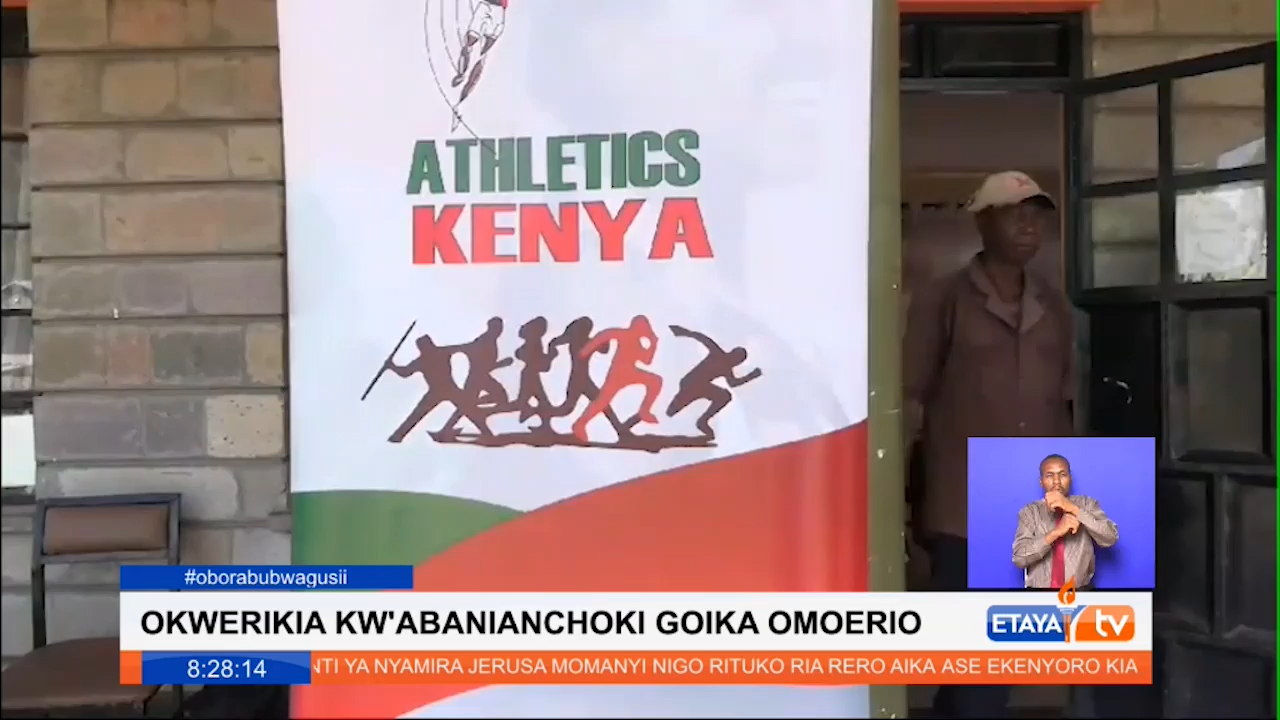 ATHLETICS
KENYA
#oborabubwagusii
OKWERIKIA KW'ABANIANCHOKI GOIKA OMOERIO
ETAYA tv
8:28:14
NTI YA NYAMIRA JERUSA MOMANYI NIGO RITUKO RIA RERO AIKA ASE EKENYORO KIA